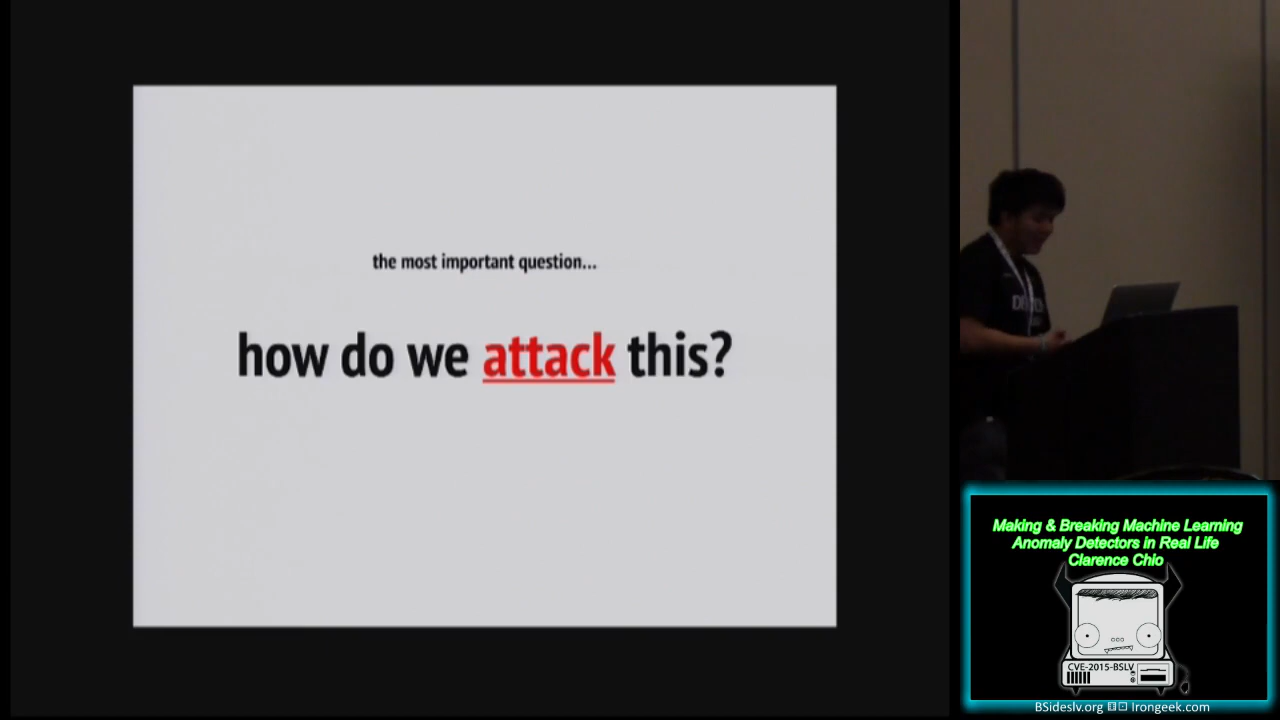 the most important question...
how do we attack this?
Making & Breaking Machine Learning
Anomaly Detectors in Real Life
Clarence Chio
CVE-2015-BSLV
BSideslv.org
Irongeek.com